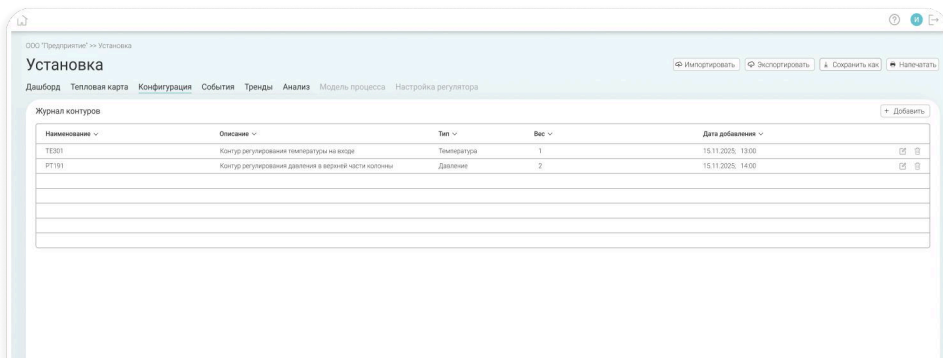 ? И
ООО "Предприятие" >> Установка
Установка
Импортировать Экспортировать Сохранить как Напечатать
Дашборд Тепловая карта Конфигурация События Тренды Анализ Модель процесса Настройка регулятора
Журнал контуров + Добавить
Наименование Описание Тип Вес Дата добавления
TE301 Контур регулирования температуры на входе Температура 1 15.11.2025; 13:00
PT191 Контур регулирования давления в верхней части колонны Давление 2 15.11.2025; 14:00